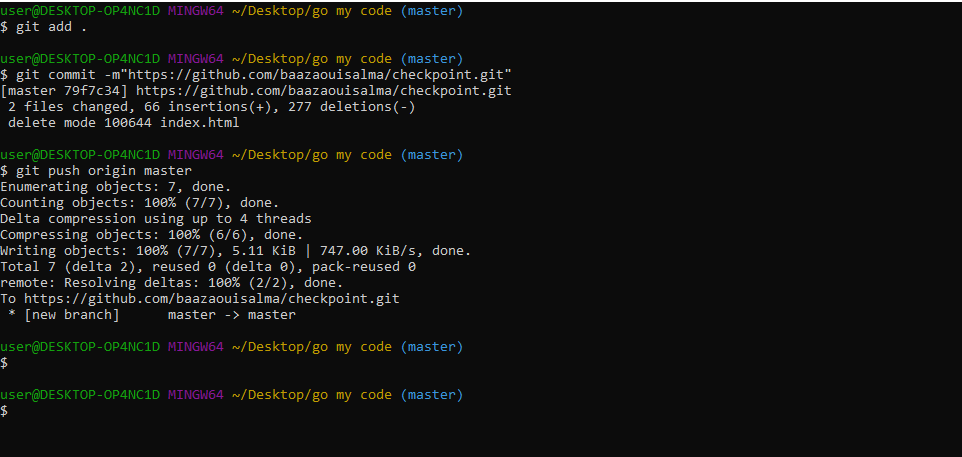 user@DESKTOP-OP4NC1D MINGW64 ~/Desktop/go my code (master)
$ git add .
user@DESKTOP-OP4NC1D MINGW64 ~/Desktop/go my code (master)
$ git commit -m"https://github.com/baazaouisalma/checkpoint.git"
[master 79f7c34] https://github.com/baazaouisalma/checkpoint.git
 2 files changed, 66 insertions(+), 277 deletions(-)
 delete mode 100644 index.html
user@DESKTOP-OP4NC1D MINGW64 ~/Desktop/go my code (master)
$ git push origin master
Enumerating objects: 7, done.
Counting objects: 100% (7/7), done.
Delta compression using up to 4 threads
Compressing objects: 100% (6/6), done.
Writing objects: 100% (7/7), 5.11 KiB | 747.00 KiB/s, done.
Total 7 (delta 2), reused 0 (delta 0), pack-reused 0
remote: Resolving deltas: 100% (2/2), done.
To https://github.com/baazaouisalma/checkpoint.git
 * [new branch]      master -> master
user@DESKTOP-OP4NC1D MINGW64 ~/Desktop/go my code (master)
$
user@DESKTOP-OP4NC1D MINGW64 ~/Desktop/go my code (master)
$